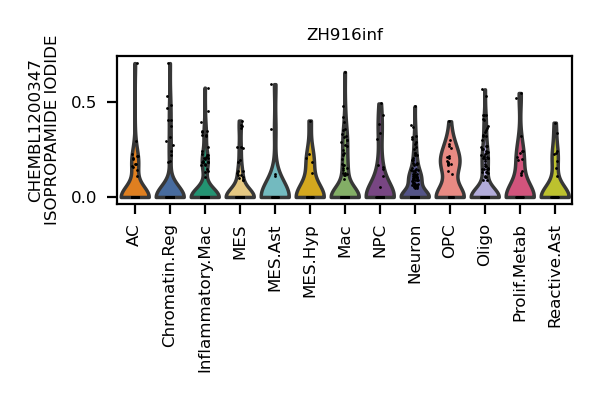 ZH916inf
CHEMBL1200347
ISOPROPAMIDE IODIDE
0.5
0.0
AC
Chromatin.Reg
Inflammatory.Mac
MES
MES.Ast
MES.Hyp
Mac
NPC
Neuron
OPC
Oligo
Prolif.Metab
Reactive.Ast